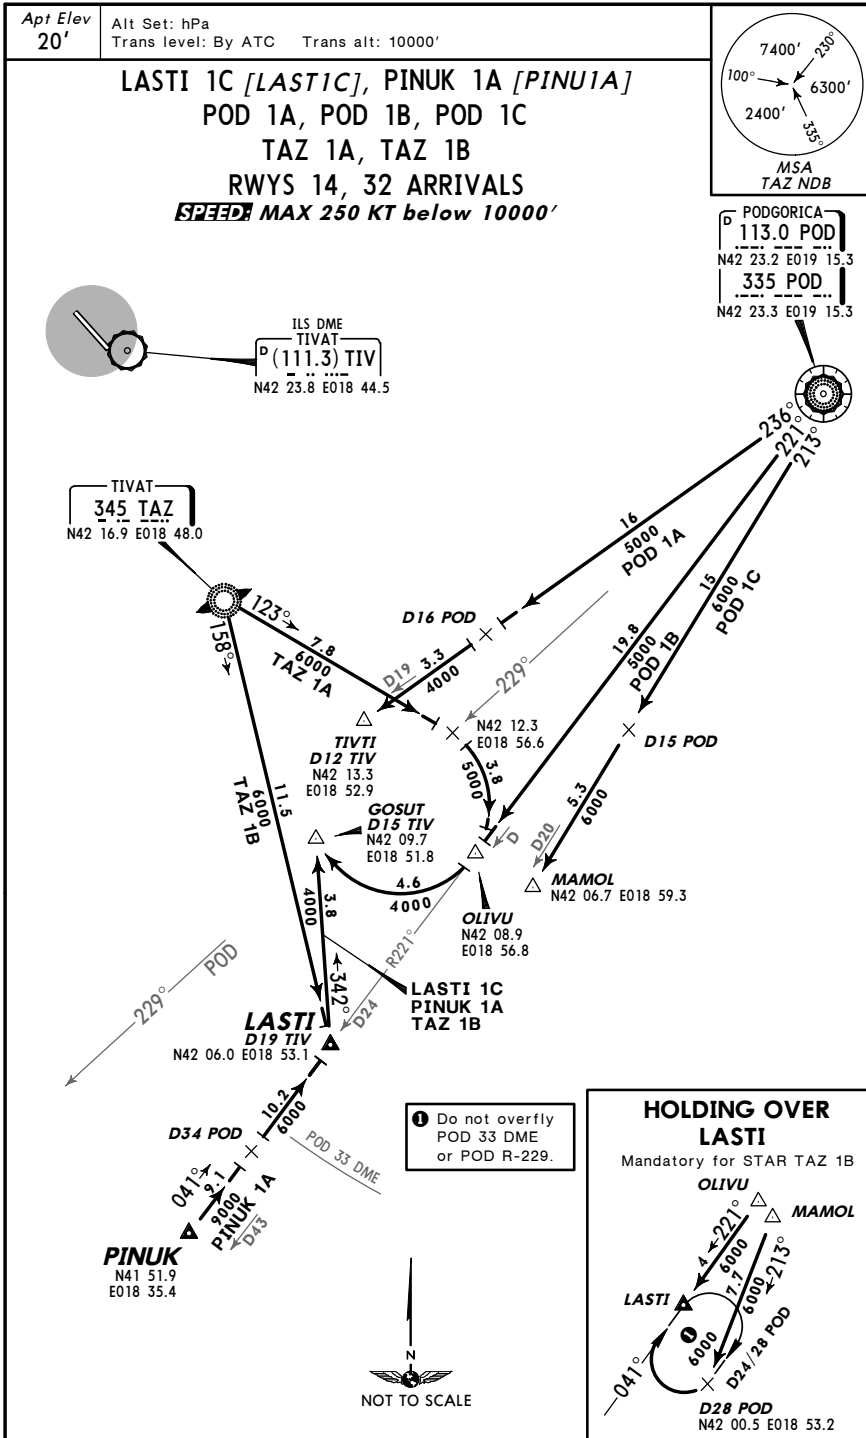 Apt Elev
20'
Alt Set: hPa
Trans level: By ATC Trans alt: 10000'
LASTI 1C [LAST1C], PINUK 1A [PINU1A]
POD 1A, POD 1B, POD 1C
TAZ 1A, TAZ 1B
RWYS 14, 32 ARRIVALS
SPEED: MAX 250 KT below 10000'
7400'
230°
100°
6300'
2400'
335°
MSA
TAZ NDB
PODGORICA
D 113.0 POD
N42 23.2 E019 15.3
335 POD
N42 23.3 E019 15.3
ILS DME
TIVAT
D (111.3) TIV
N42 23.8 E018 44.5
236°
221°
213°
TIVAT
345 TAZ
N42 16.9 E018 48.0
16
5000
POD 1A
15
6000
POD 1C
19.8
5000
POD 1B
123°
7.8
6000
TAZ 1A
158°
D16 POD
D19
3.3
4000
229°
TIVTI
D12 TIV
N42 13.3
E018 52.9
N42 12.3
E018 56.6
D15 POD
3.8
5000
11.5
6000
TAZ 1B
GOSUT
D15 TIV
N42 09.7
E018 51.8
D
5.3
6000
D20
MAMOL
N42 06.7 E018 59.3
4.6
4000
3.8
4000
OLIVU
N42 08.9
E018 56.8
R221°
D24
342°
LASTI 1C
PINUK 1A
TAZ 1B
229°
POD
LASTI
D19 TIV
N42 06.0 E018 53.1
10.2
6000
D34 POD
POD 33 DME
041°
9.1
9000
PINUK 1A
D43
PINUK
N41 51.9
E018 35.4
1 Do not overfly
POD 33 DME
or POD R-229.
N
NOT TO SCALE
HOLDING OVER
LASTI
Mandatory for STAR TAZ 1B
OLIVU
MAMOL
221°
4
6000
213°
7.7
6000
LASTI
1
6000
041°
D24/28 POD
D28 POD
N42 00.5 E018 53.2